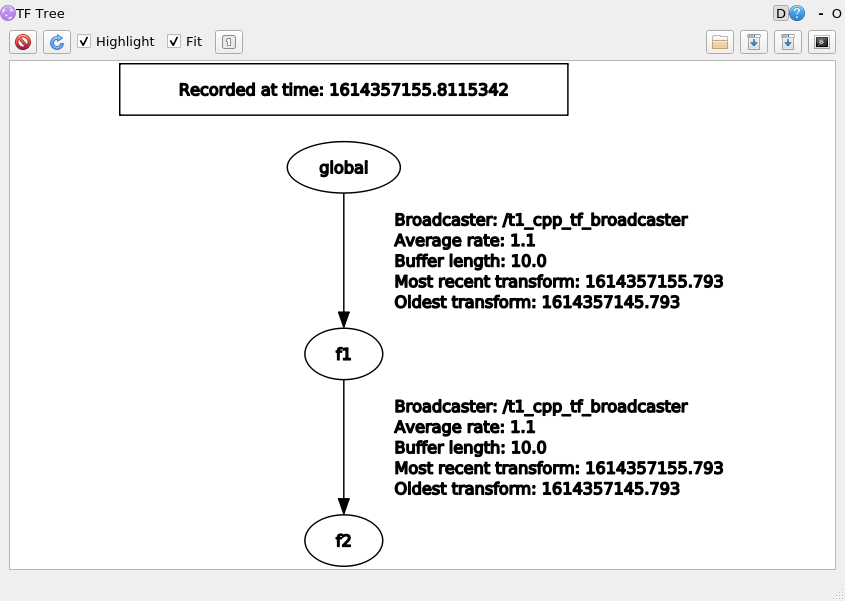 TF Tree
D ? - O
Highlight Fit
Recorded at time: 1614357155.8115342
global
Broadcaster: /t1_cpp_tf_broadcaster
Average rate: 1.1
Buffer length: 10.0
Most recent transform: 1614357155.793
Oldest transform: 1614357145.793
f1
Broadcaster: /t1_cpp_tf_broadcaster
Average rate: 1.1
Buffer length: 10.0
Most recent transform: 1614357155.793
Oldest transform: 1614357145.793
f2